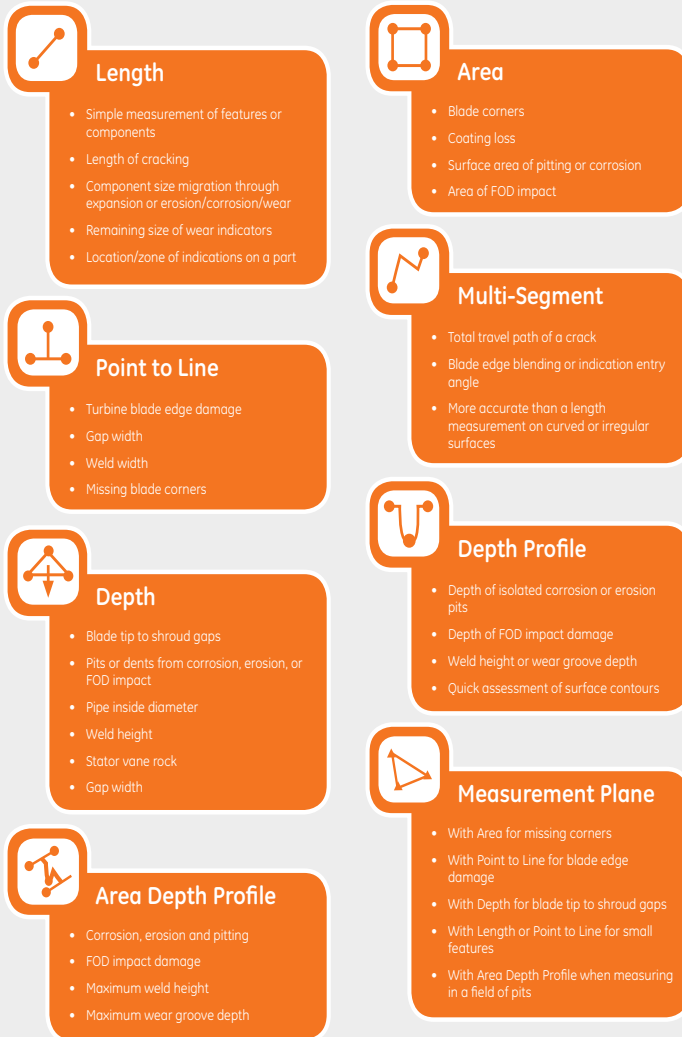 Length
• Simple measurement of features or
components
• Length of cracking
• Component size migration through
expansion or erosion/corrosion/wear
• Remaining size of wear indicators
• Location/zone of indications on a part
Point to Line
• Turbine blade edge damage
• Gap width
• Weld width
• Missing blade corners
Depth
• Blade tip to shroud gaps
• Pits or dents from corrosion, erosion, or
FOD impact
• Pipe inside diameter
• Weld height
• Stator vane rock
• Gap width
Area Depth Profile
• Corrosion, erosion and pitting
• FOD impact damage
• Maximum weld height
• Maximum wear groove depth
Area
• Blade corners
• Coating loss
• Surface area of pitting or corrosion
• Area of FOD impact
Multi-Segment
• Total travel path of a crack
• Blade edge blending or indication entry
angle
• More accurate than a length
measurement on curved or irregular
surfaces
Depth Profile
• Depth of isolated corrosion or erosion
pits
• Depth of FOD impact damage
• Weld height or wear groove depth
• Quick assessment of surface contours
Measurement Plane
• With Area for missing corners
• With Point to Line for blade edge
damage
• With Depth for blade tip to shroud gaps
• With Length or Point to Line for small
features
• With Area Depth Profile when measuring
in a field of pits